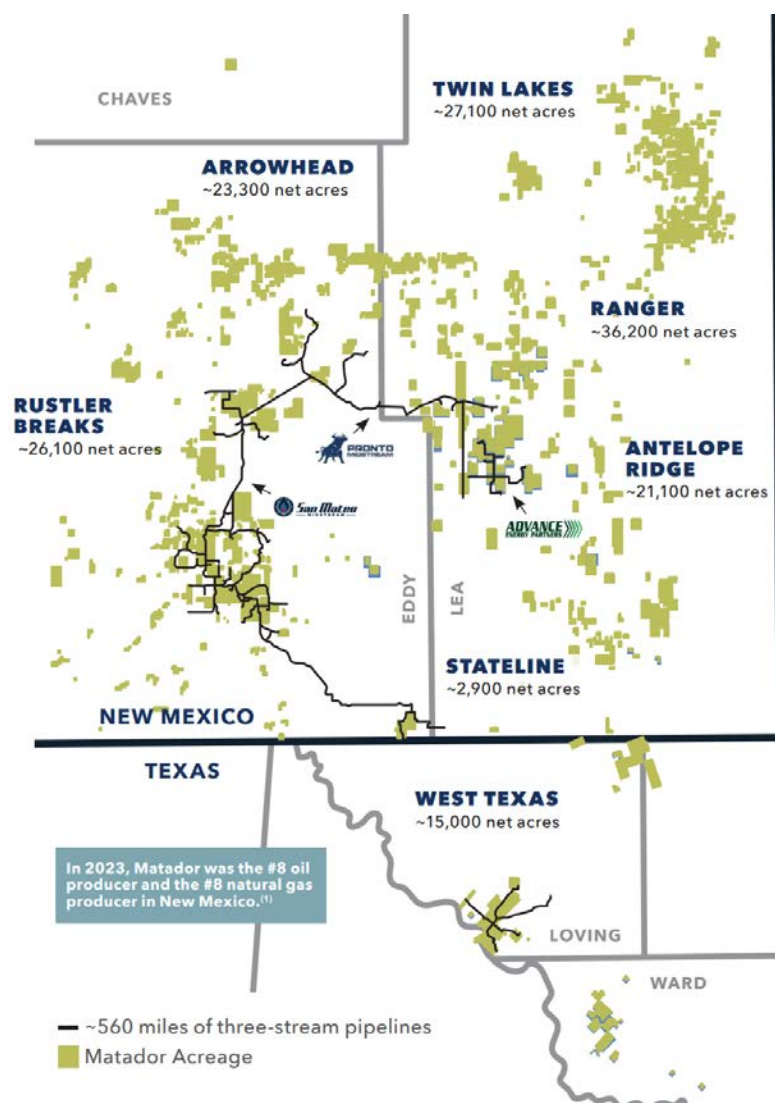 CHAVES
TWIN LAKES
~27,100 net acres
ARROWHEAD
~23,300 net acres
RANGER
~36,200 net acres
RUSTLER
BREAKS
~26,100 net acres
PRONTO
MIDSTREAM
ANTELOPE
RIDGE
~21,100 net acres
San Mateo
MIDSTREAM
ADVANCE
ENERGY PARTNERS
EDDY
LEA
STATELINE
~2,900 net acres
NEW MEXICO
TEXAS
WEST TEXAS
~15,000 net acres
In 2023, Matador was the #8 oil
producer and the #8 natural gas
producer in New Mexico.(1)
LOVING
WARD
~560 miles of three-stream pipelines
Matador Acreage